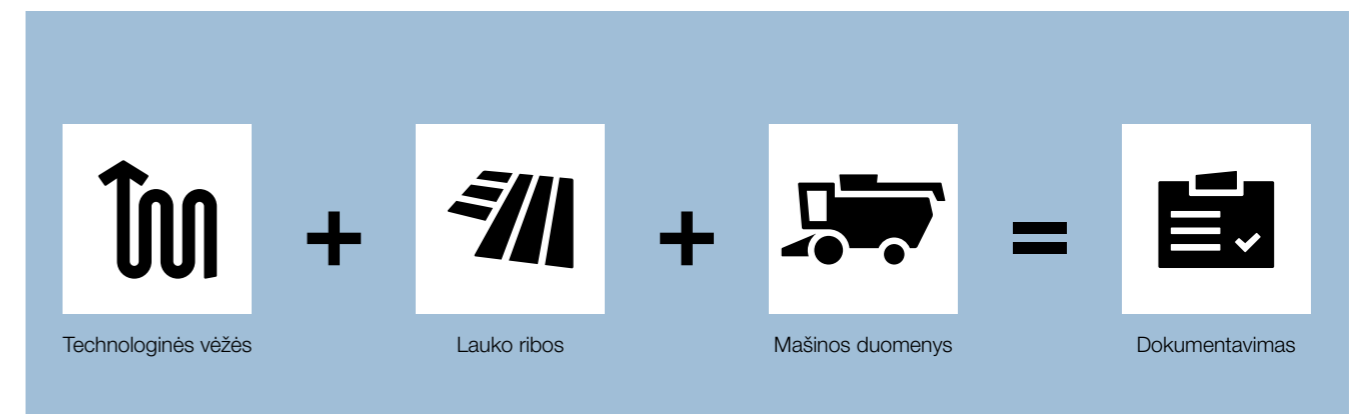 +
+
=
Technologinės vėžės
Lauko ribos
Mašinos duomenys
Dokumentavimas